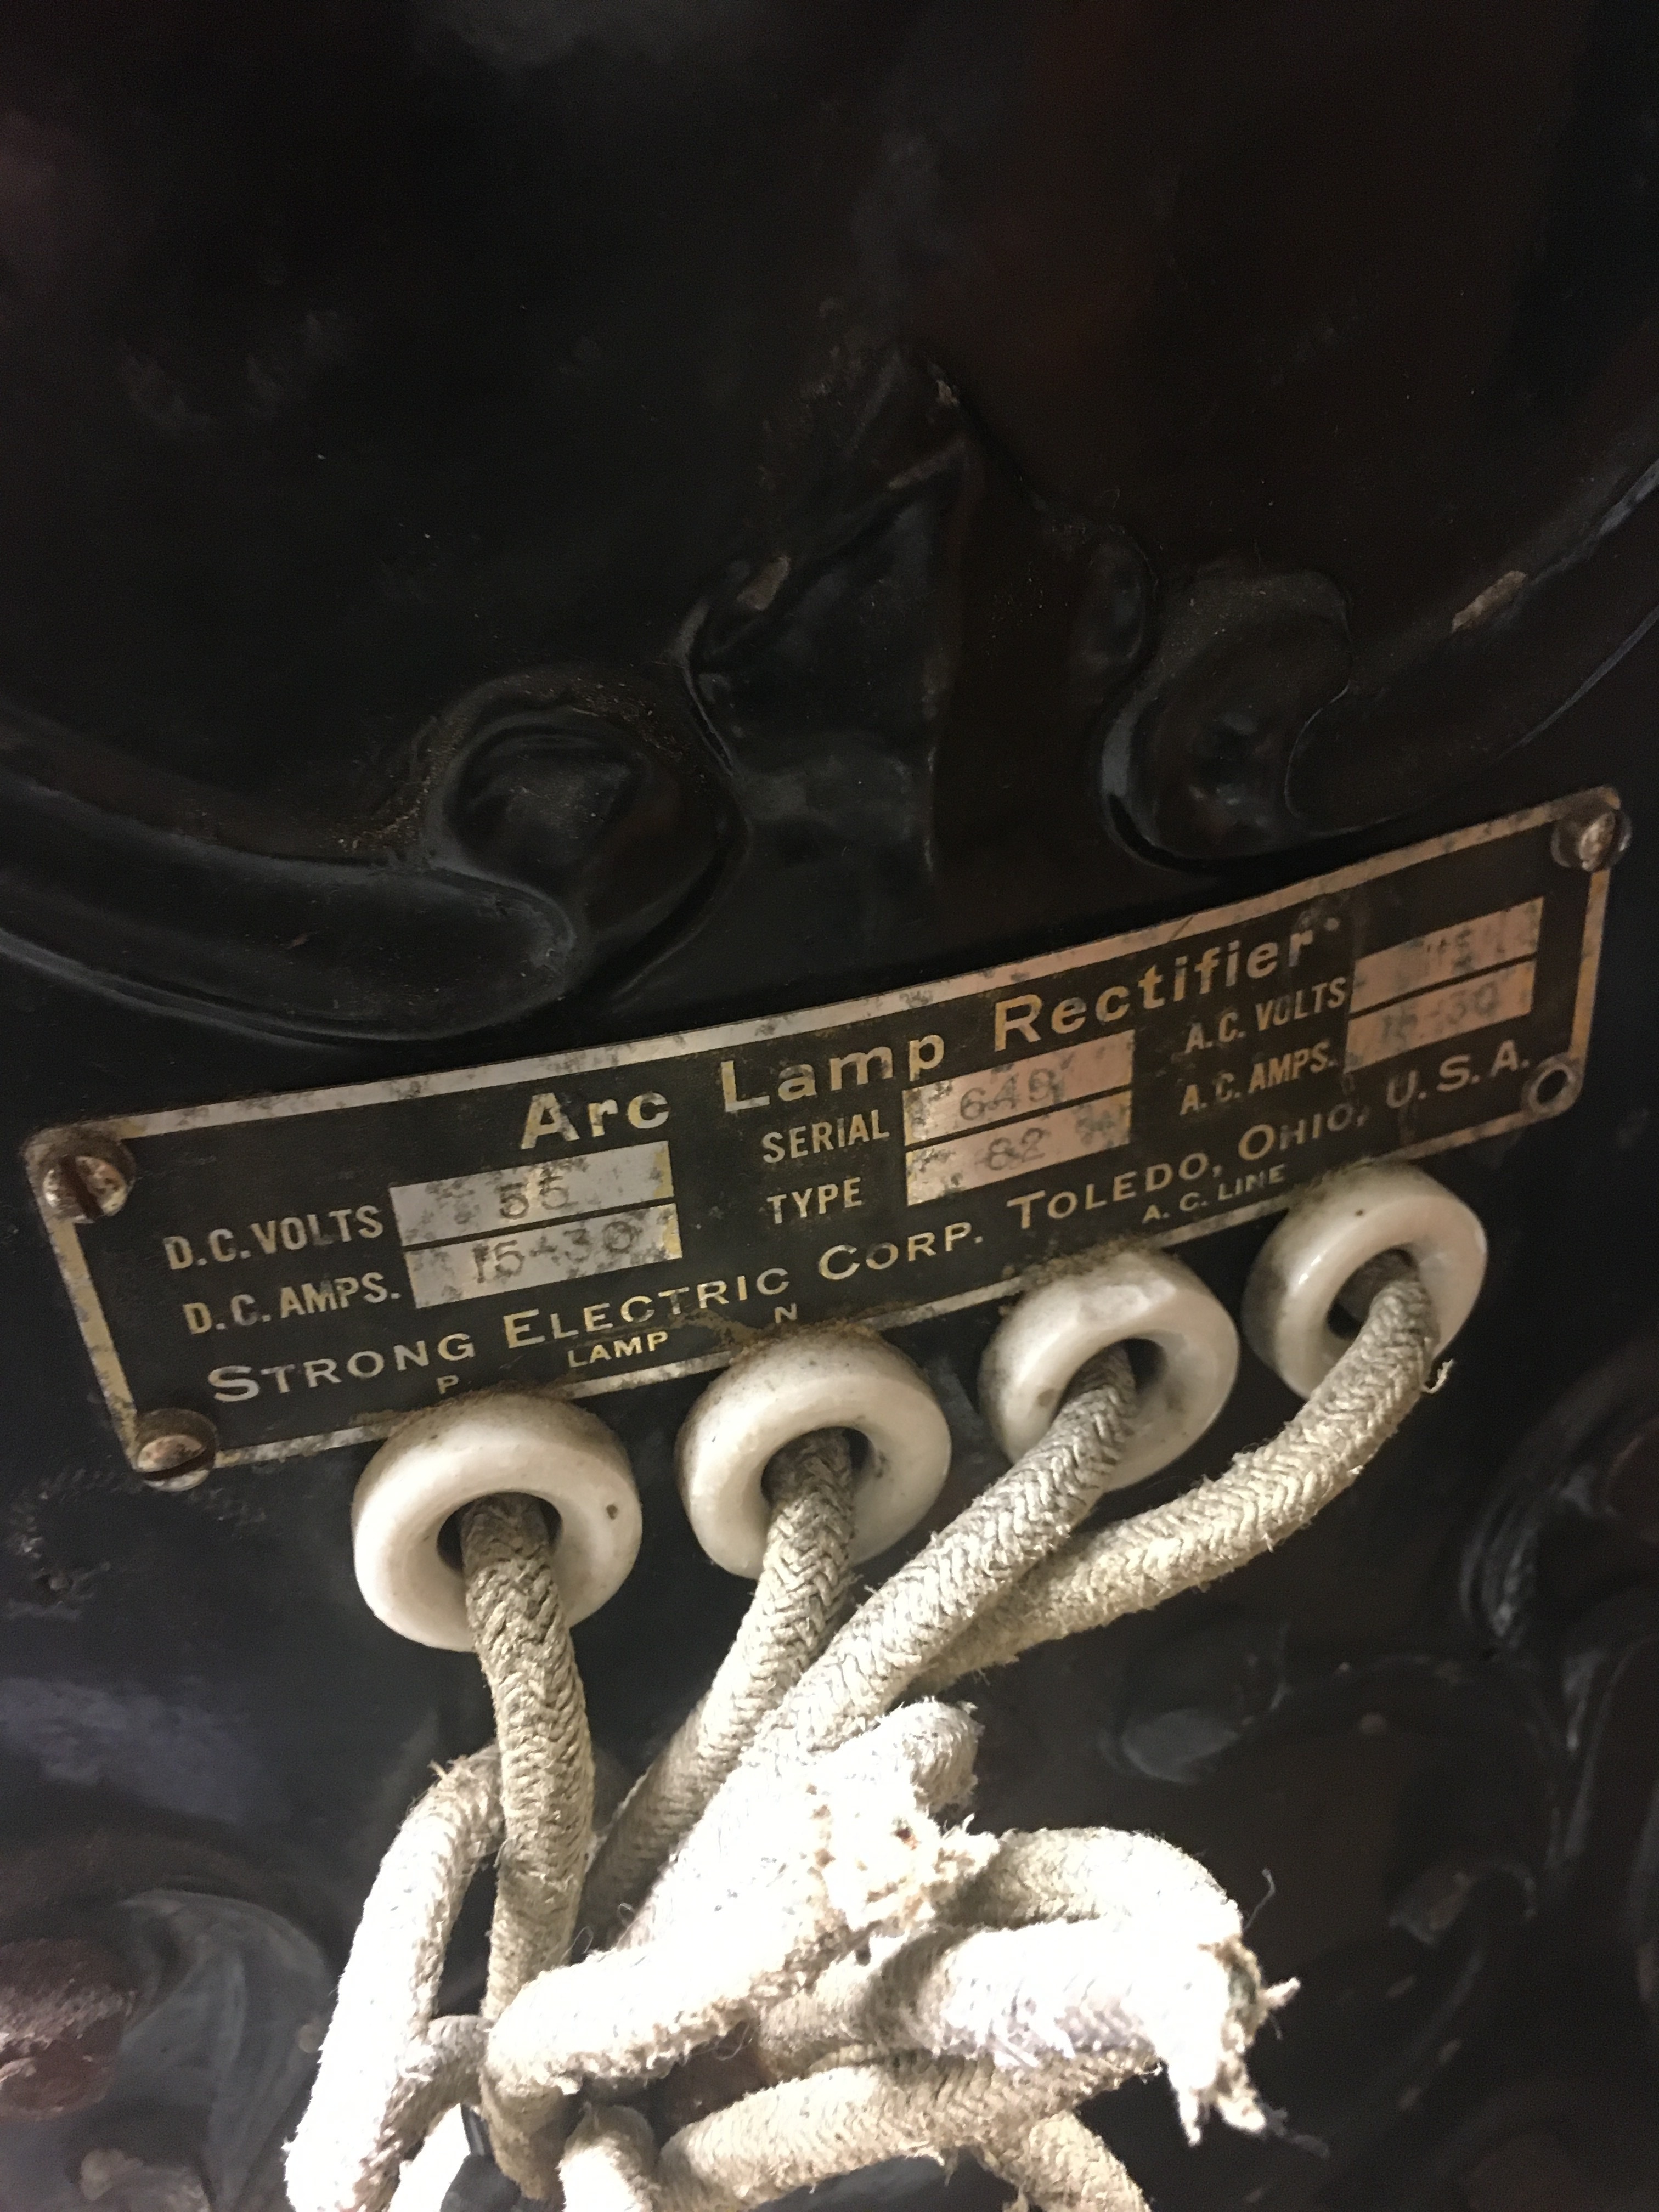 Arc Lamp Rectifier
D.C. VOLTS 55
D.C. AMPS. 15-30
SERIAL 649
TYPE 82
A.C. VOLTS
A.C. AMPS. 15-30
STRONG ELECTRIC CORP. TOLEDO, OHIO, U.S.A.
P LAMP N A.C. LINE